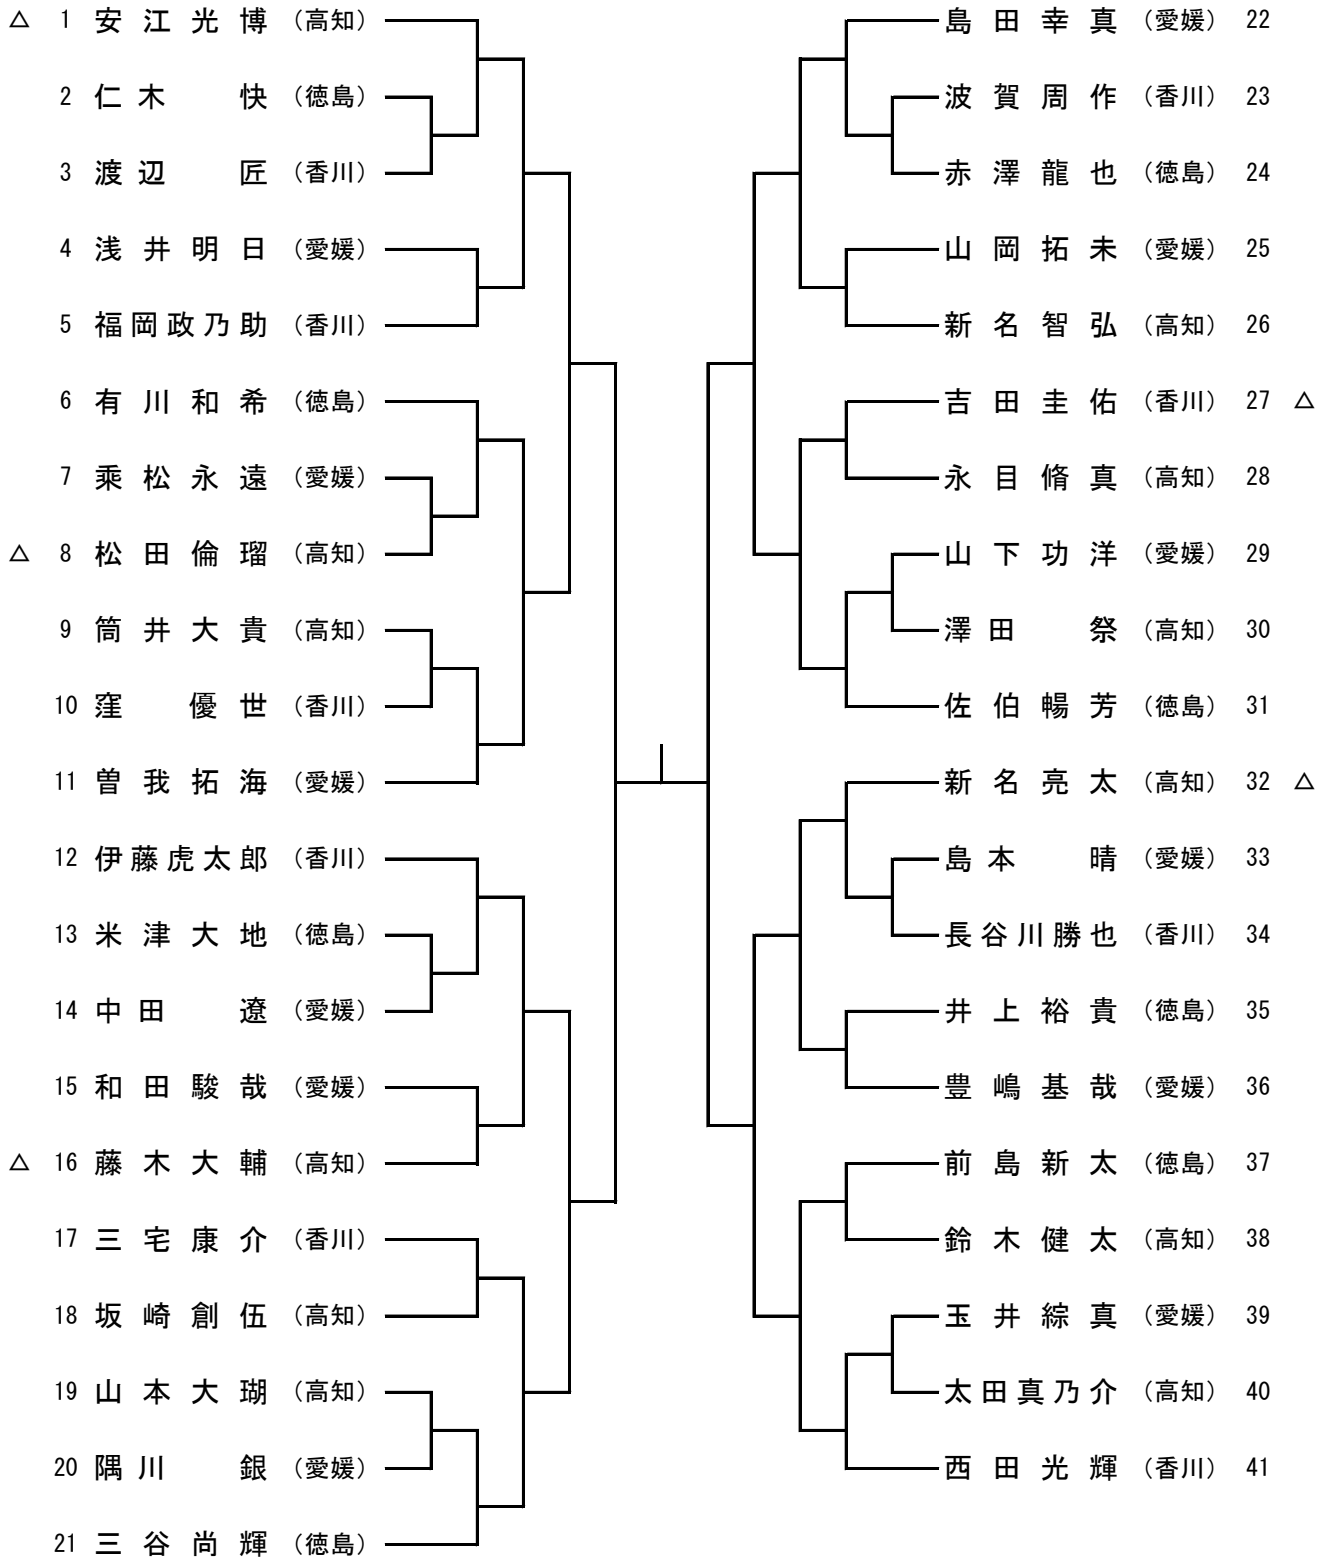 △ 1 安江光博 (高知)
2 仁木快 (徳島)
3 渡辺匠 (香川)
4 浅井明日 (愛媛)
5 福岡政乃助 (香川)
6 有川和希 (徳島)
7 乘松永遠 (愛媛)
△ 8 松田倫瑠 (高知)
9 筒井大貴 (高知)
10 窪優世 (香川)
11 曽我拓海 (愛媛)
12 伊藤虎太郎 (香川)
13 米津大地 (徳島)
14 中田遼 (愛媛)
15 和田駿哉 (愛媛)
△ 16 藤木大輔 (高知)
17 三宅康介 (香川)
18 坂崎創伍 (高知)
19 山本大瑚 (高知)
20 隅川銀 (愛媛)
21 三谷尚輝 (徳島)
島田幸真 (愛媛) 22
波賀周作 (香川) 23
赤澤龍也 (徳島) 24
山岡拓未 (愛媛) 25
新名智弘 (高知) 26
吉田圭佑 (香川) 27 △
永目脩真 (高知) 28
山下功洋 (愛媛) 29
澤田祭 (高知) 30
佐伯暢芳 (徳島) 31
新名亮太 (高知) 32 △
島本晴 (愛媛) 33
長谷川勝也 (香川) 34
井上裕貴 (徳島) 35
豊嶋基哉 (愛媛) 36
前島新太 (徳島) 37
鈴木健太 (高知) 38
玉井綜真 (愛媛) 39
太田真乃介 (高知) 40
西田光輝 (香川) 41